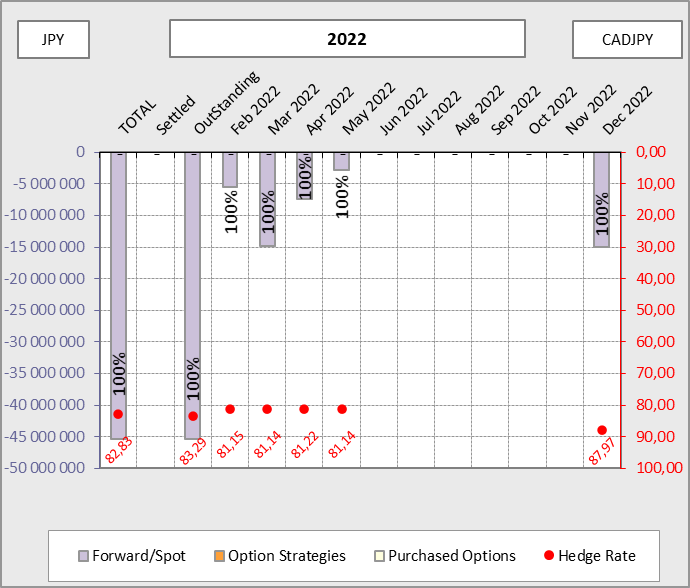 JPY
2022
CADJPY
TOTAL
Settled
OutStanding
Feb 2022
Mar 2022
Apr 2022
May 2022
Jun 2022
Jul 2022
Aug 2022
Sep 2022
Oct 2022
Nov 2022
Dec 2022
0
-5 000 000
-10 000 000
-15 000 000
-20 000 000
-25 000 000
-30 000 000
-35 000 000
-40 000 000
-45 000 000
-50 000 000
100%
100%
100%
100%
100%
100%
100%
82,83
83,29
81,15
81,14
81,22
81,14
87,97
0,00
10,00
20,00
30,00
40,00
50,00
60,00
70,00
80,00
90,00
100,00
Forward/Spot
Option Strategies
Purchased Options
Hedge Rate